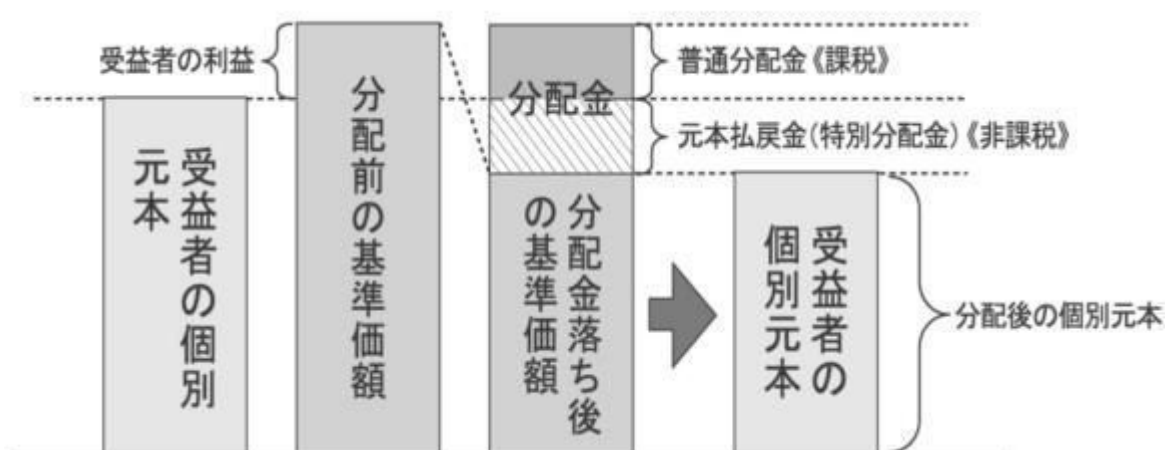 受益者の利益
受益者の個別
元本
分配前の基準価額
分配金
分配金落ち後
の基準価額
普通分配金《課税》
元本払戻金(特別分配金)《非課税》
受益者の
個別元本
分配後の個別元本